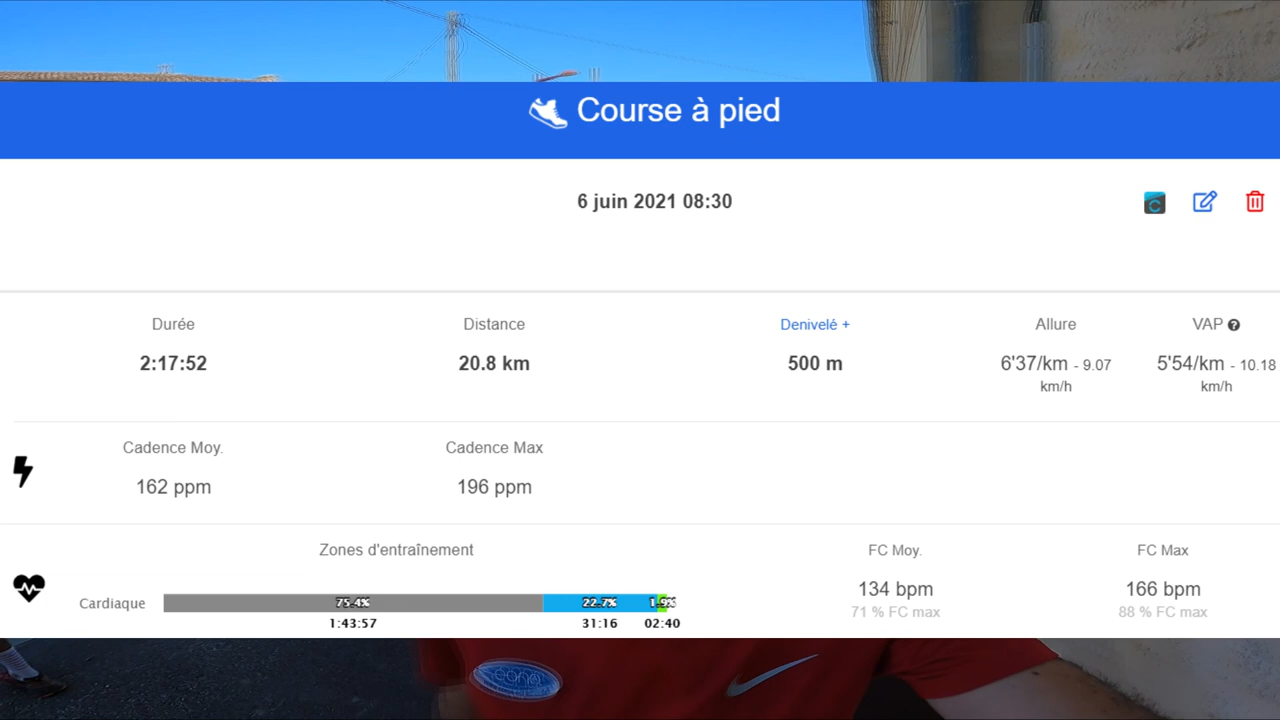 Course à pied
6 juin 2021 08:30
Durée
Distance
Denivelé +
Allure
VAP
2:17:52
20.8 km
500 m
6'37/km - 9.07 km/h
5'54/km - 10.18 km/h
Cadence Moy.
Cadence Max
162 ppm
196 ppm
Zones d'entraînement
FC Moy.
FC Max
134 bpm
166 bpm
Cardiaque
75.4%
22.7%
1.9%
71 % FC max
88 % FC max
1:43:57
31:16
02:40